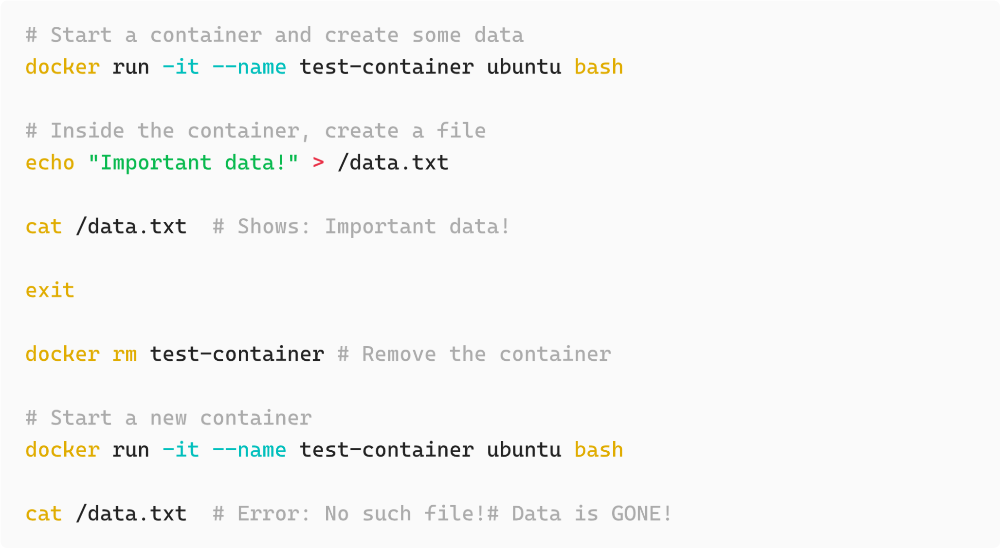 # Start a container and create some data
docker run -it --name test-container ubuntu bash
# Inside the container, create a file
echo "Important data!" > /data.txt
cat /data.txt  # Shows: Important data!
exit
docker rm test-container # Remove the container
# Start a new container
docker run -it --name test-container ubuntu bash
cat /data.txt  # Error: No such file!# Data is GONE!